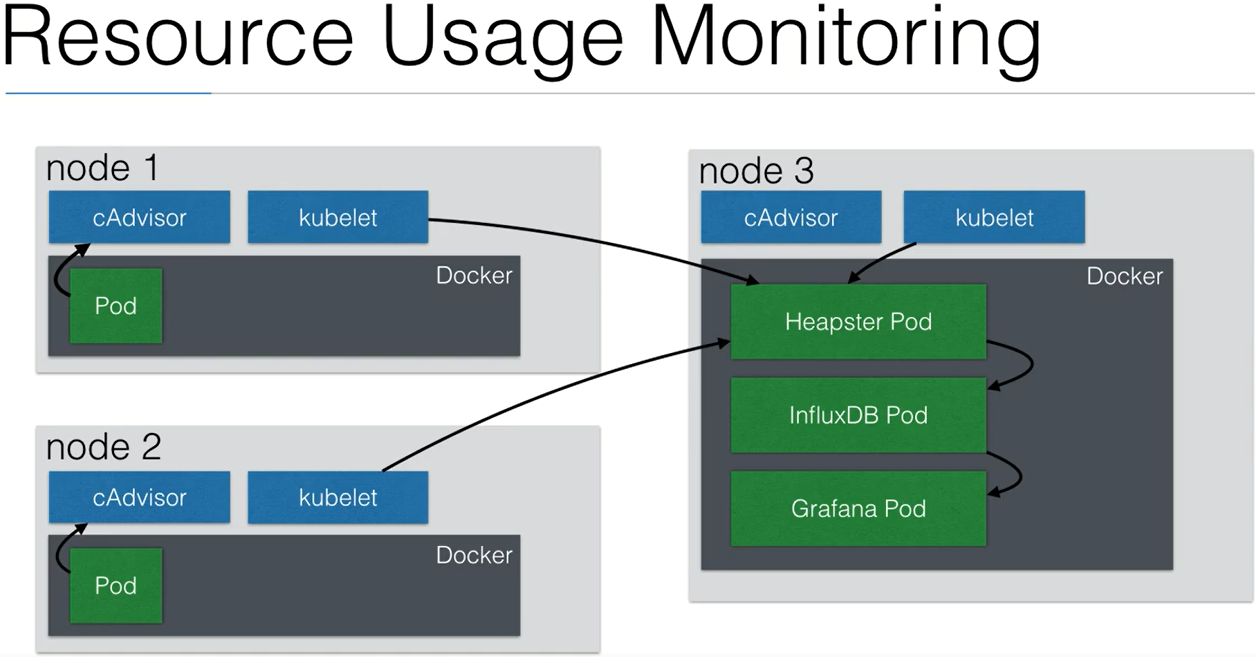 Resource Usage Monitoring
node 1
cAdvisor
kubelet
Docker
Pod
node 2
cAdvisor
kubelet
Docker
Pod
node 3
cAdvisor
kubelet
Docker
Heapster Pod
InfluxDB Pod
Grafana Pod